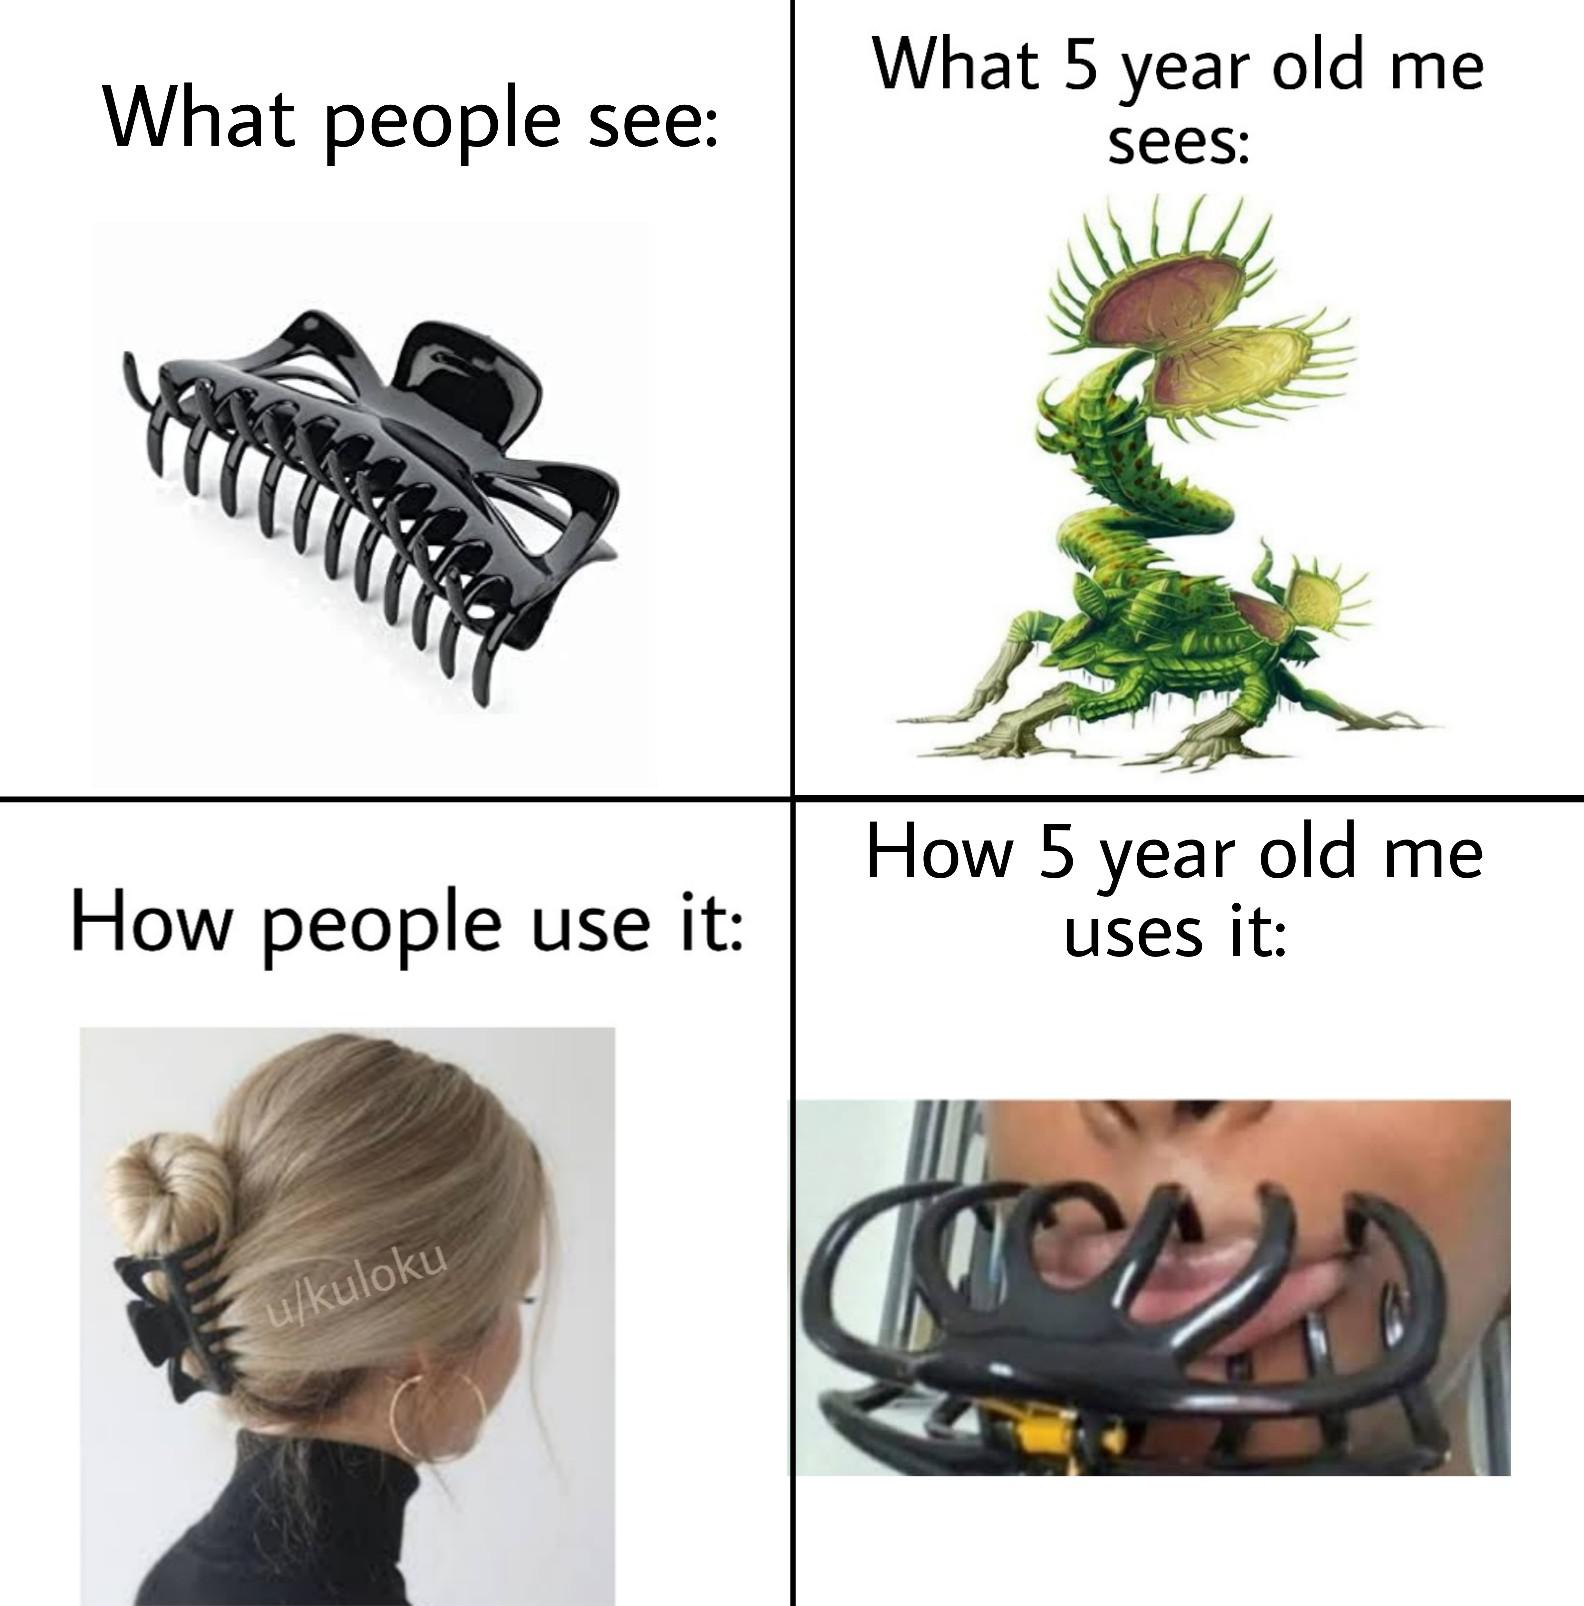 What people see:
What 5 year old me
sees:
How people use it:
How 5 year old me
uses it:
u/kuloku